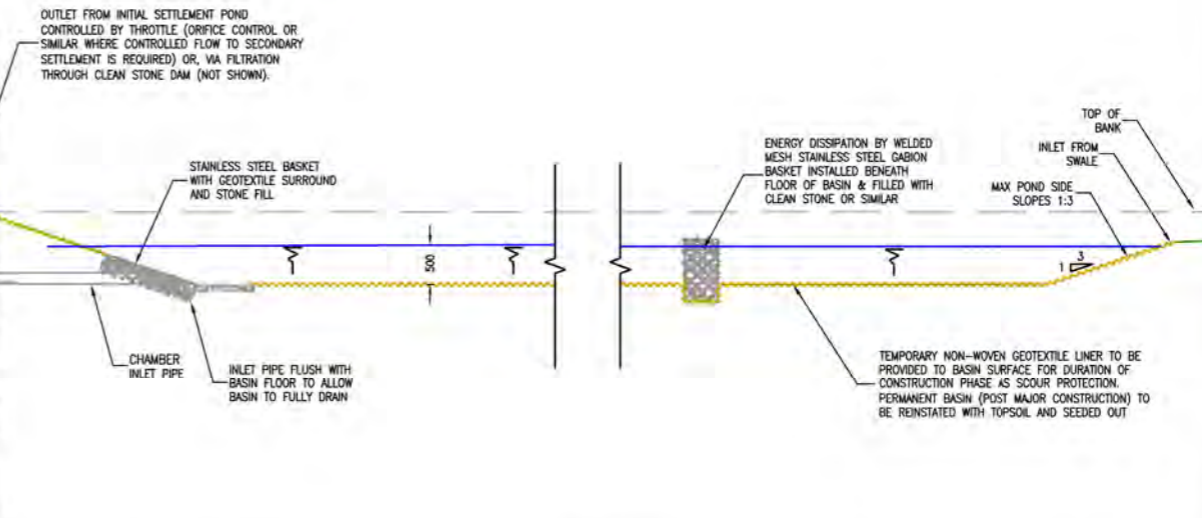 OUTLET FROM INITIAL SETTLEMENT POND
CONTROLLED BY THROTTLE (ORIFICE CONTROL OR
SIMILAR WHERE CONTROLLED FLOW TO SECONDARY
SETTLEMENT IS REQUIRED) OR, VIA FILTRATION
THROUGH CLEAN STONE DAM (NOT SHOWN).
STAINLESS STEEL BASKET
WITH GEOTEXTILE SURROUND
AND STONE FILL
ENERGY DISSIPATION BY WELDED
MESH STAINLESS STEEL GABION
BASKET INSTALLED BENEATH
FLOOR OF BASIN & FILLED WITH
CLEAN STONE OR SIMILAR
TOP OF
BANK
INLET FROM
SWALE
MAX POND SIDE
SLOPES 1:3
500
3
1
CHAMBER
INLET PIPE
INLET PIPE FLUSH WITH
BASIN FLOOR TO ALLOW
BASIN TO FULLY DRAIN
TEMPORARY NON-WOVEN GEOTEXTILE LINER TO BE
PROVIDED TO BASIN SURFACE FOR DURATION OF
CONSTRUCTION PHASE AS SCOUR PROTECTION.
PERMANENT BASIN (POST MAJOR CONSTRUCTION) TO
BE REINSTATED WITH TOPSOIL AND SEEDED OUT